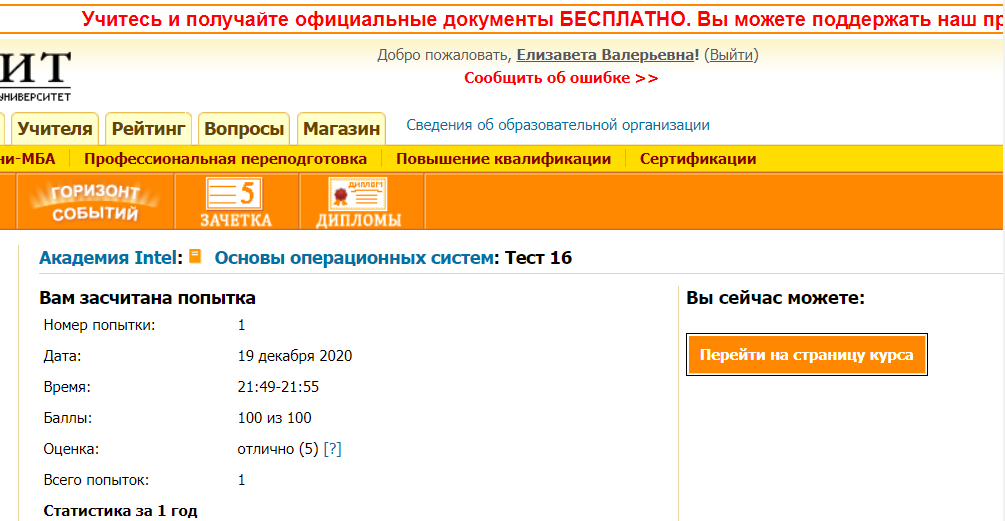 Учитесь и получайте официальные документы БЕСПЛАТНО. Вы можете поддержать наш пр
ИТ
УНИВЕРСИТЕТ
Добро пожаловать, Елизавета Валерьевна! (Выйти)
Сообщить об ошибке >>
Учителя Рейтинг Вопросы Магазин Сведения об образовательной организации
ни-МБА Профессиональная переподготовка Повышение квалификации Сертификации
ГОРИЗОНТ СОБЫТИЙ
5 ЗАЧЕТКА
ДИПЛОМ ДИПЛОМЫ
Академия Intel: Основы операционных систем: Тест 16
Вам засчитана попытка
Номер попытки: 1
Дата: 19 декабря 2020
Время: 21:49-21:55
Баллы: 100 из 100
Оценка: отлично (5) [?]
Всего попыток: 1
Статистика за 1 год
Вы сейчас можете:
Перейти на страницу курса